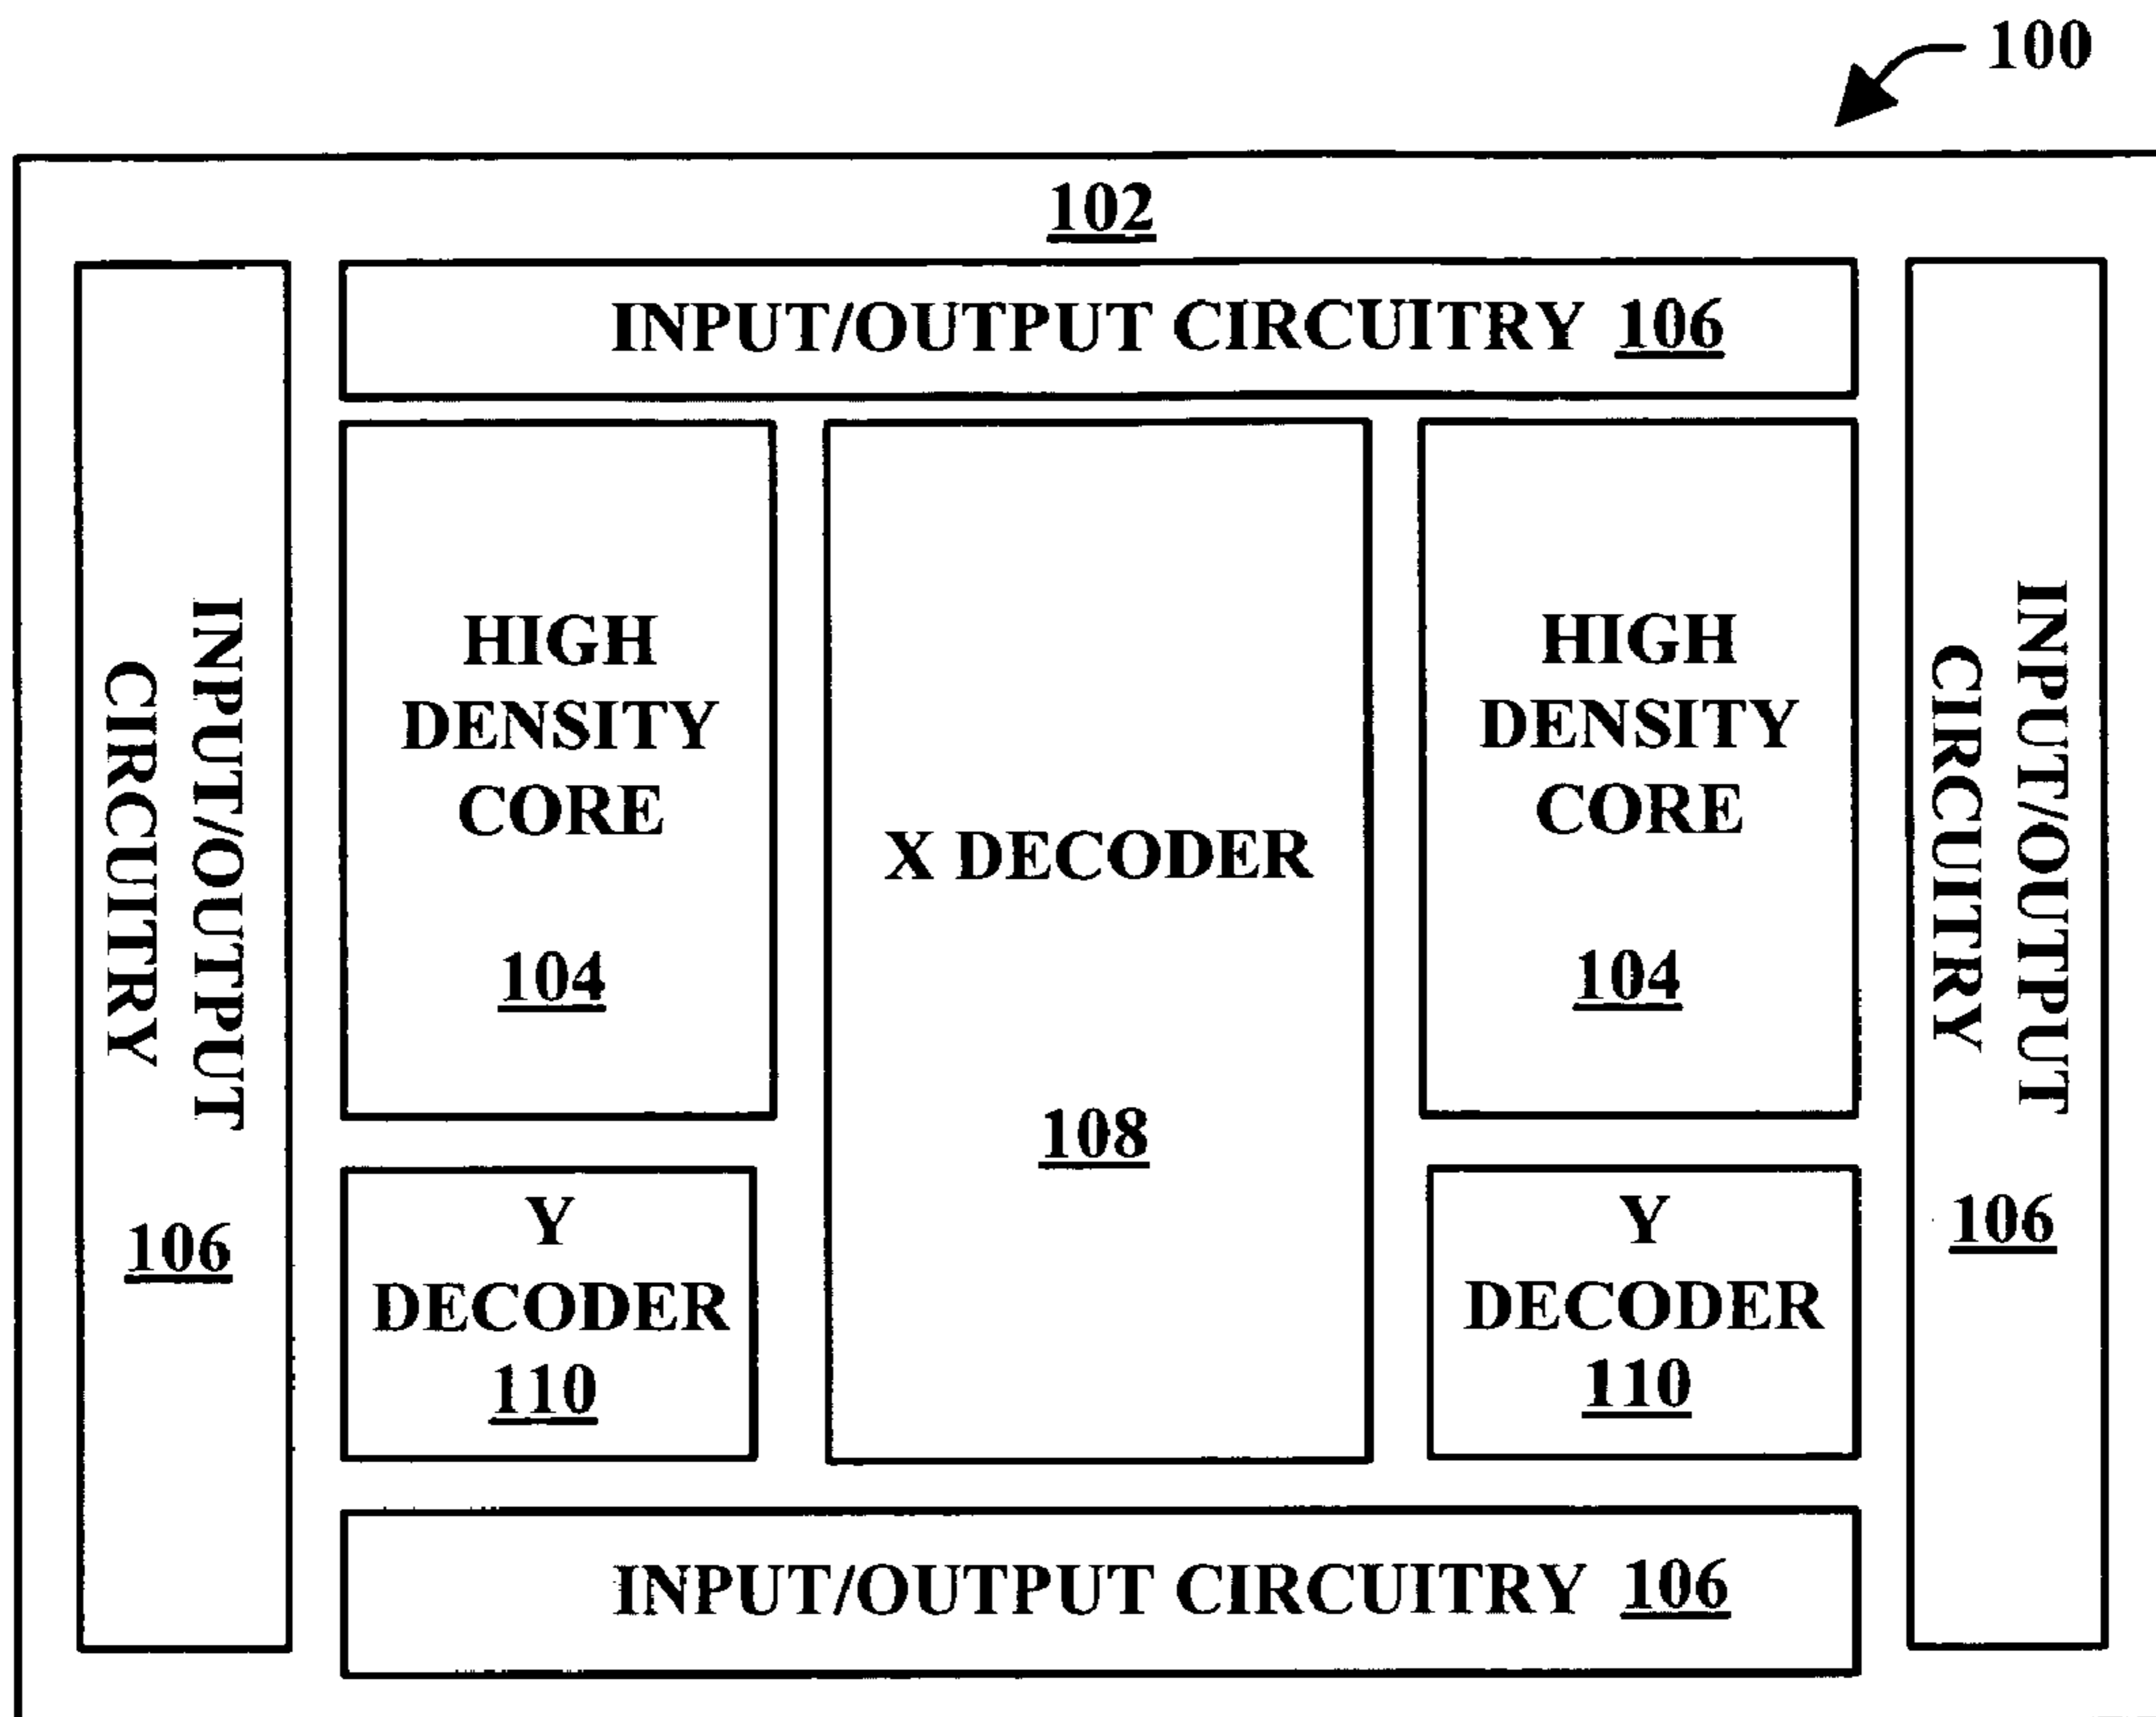 100
102
INPUT/OUTPUT CIRCUITRY 106
INPUT/OUTPUT
CIRCUITRY
106
HIGH
DENSITY
CORE
104
X DECODER
108
HIGH
DENSITY
CORE
104
INPUT/OUTPUT
CIRCUITRY
106
Y
DECODER
110
Y
DECODER
110
INPUT/OUTPUT CIRCUITRY 106